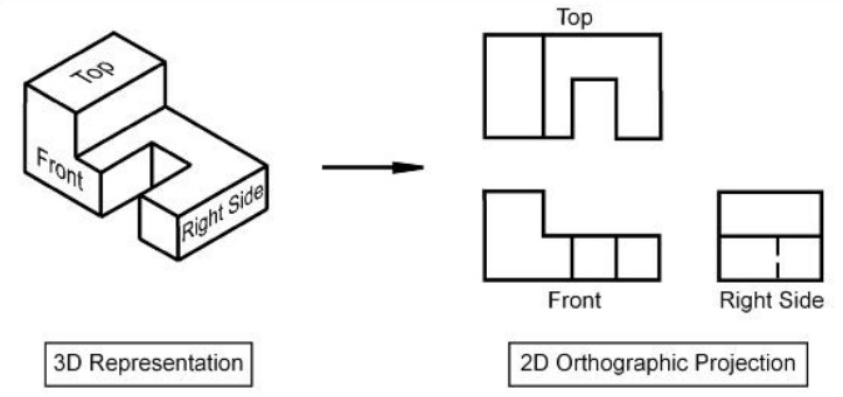 Top
Front
Right Side
Top
Front
Right Side
3D Representation
2D Orthographic Projection